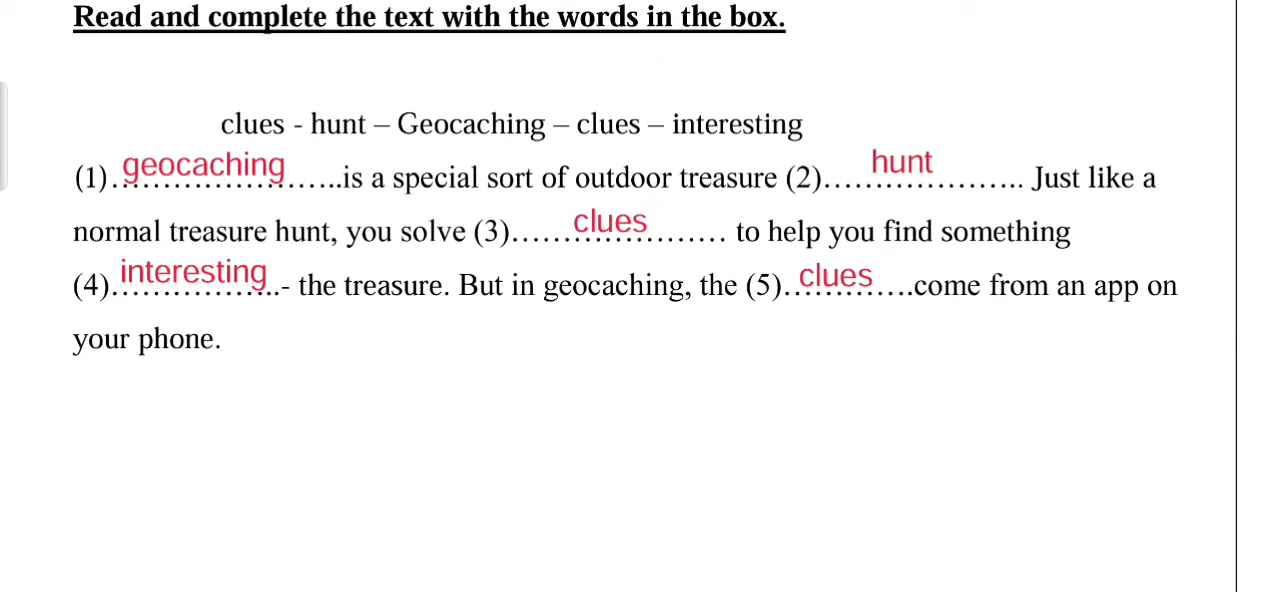 Read and complete the text with the words in the box.
clues - hunt – Geocaching – clues – interesting
(1). geocaching …..is a special sort of outdoor treasure (2)…… hunt …….. Just like a
normal treasure hunt, you solve (3)…… clues …….. to help you find something
(4). interesting ..- the treasure. But in geocaching, the (5). clues ….come from an app on
your phone.